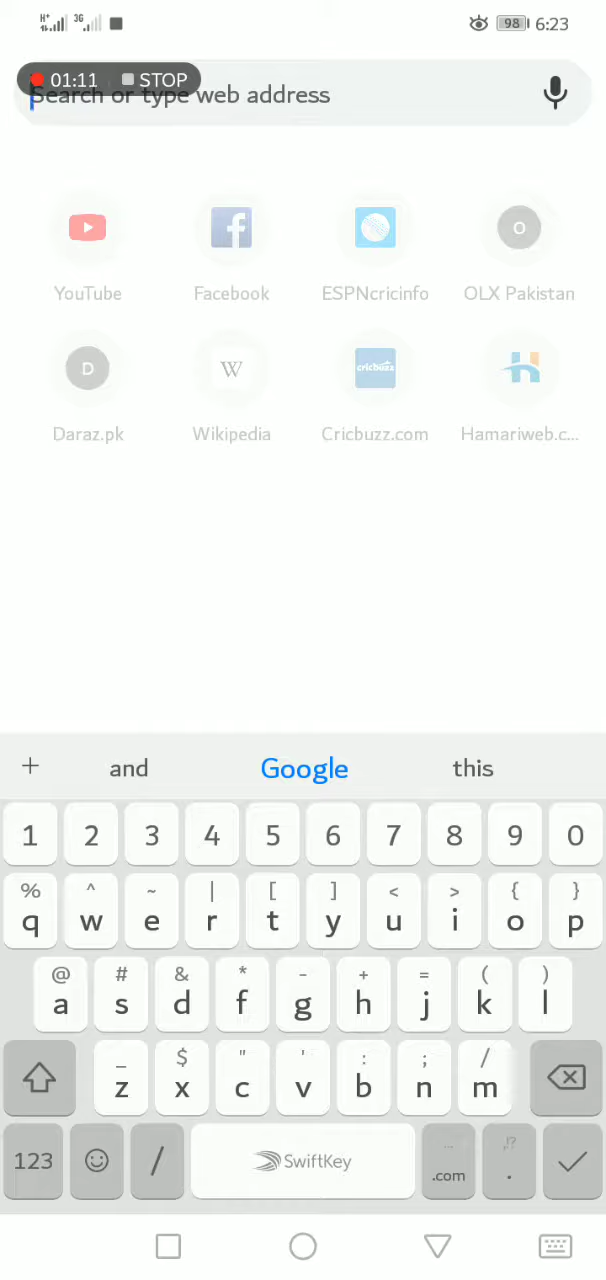 H+ 3G 98 6:23
01:11 STOP
Search or type web address
YouTube Facebook ESPNcricinfo OLX Pakistan
O
D W cricbuzz
Daraz.pk Wikipedia Cricbuzz.com Hamariweb.c...
+ and Google this
1 2 3 4 5 6 7 8 9 0
% ^ ~ | [ ] < > { }
q w e r t y u i o p
@ # & * - + = ( )
a s d f g h j k l
_ $ " ' : ; /
z x c v b n m
... ,!?
123 / SwiftKey .com .